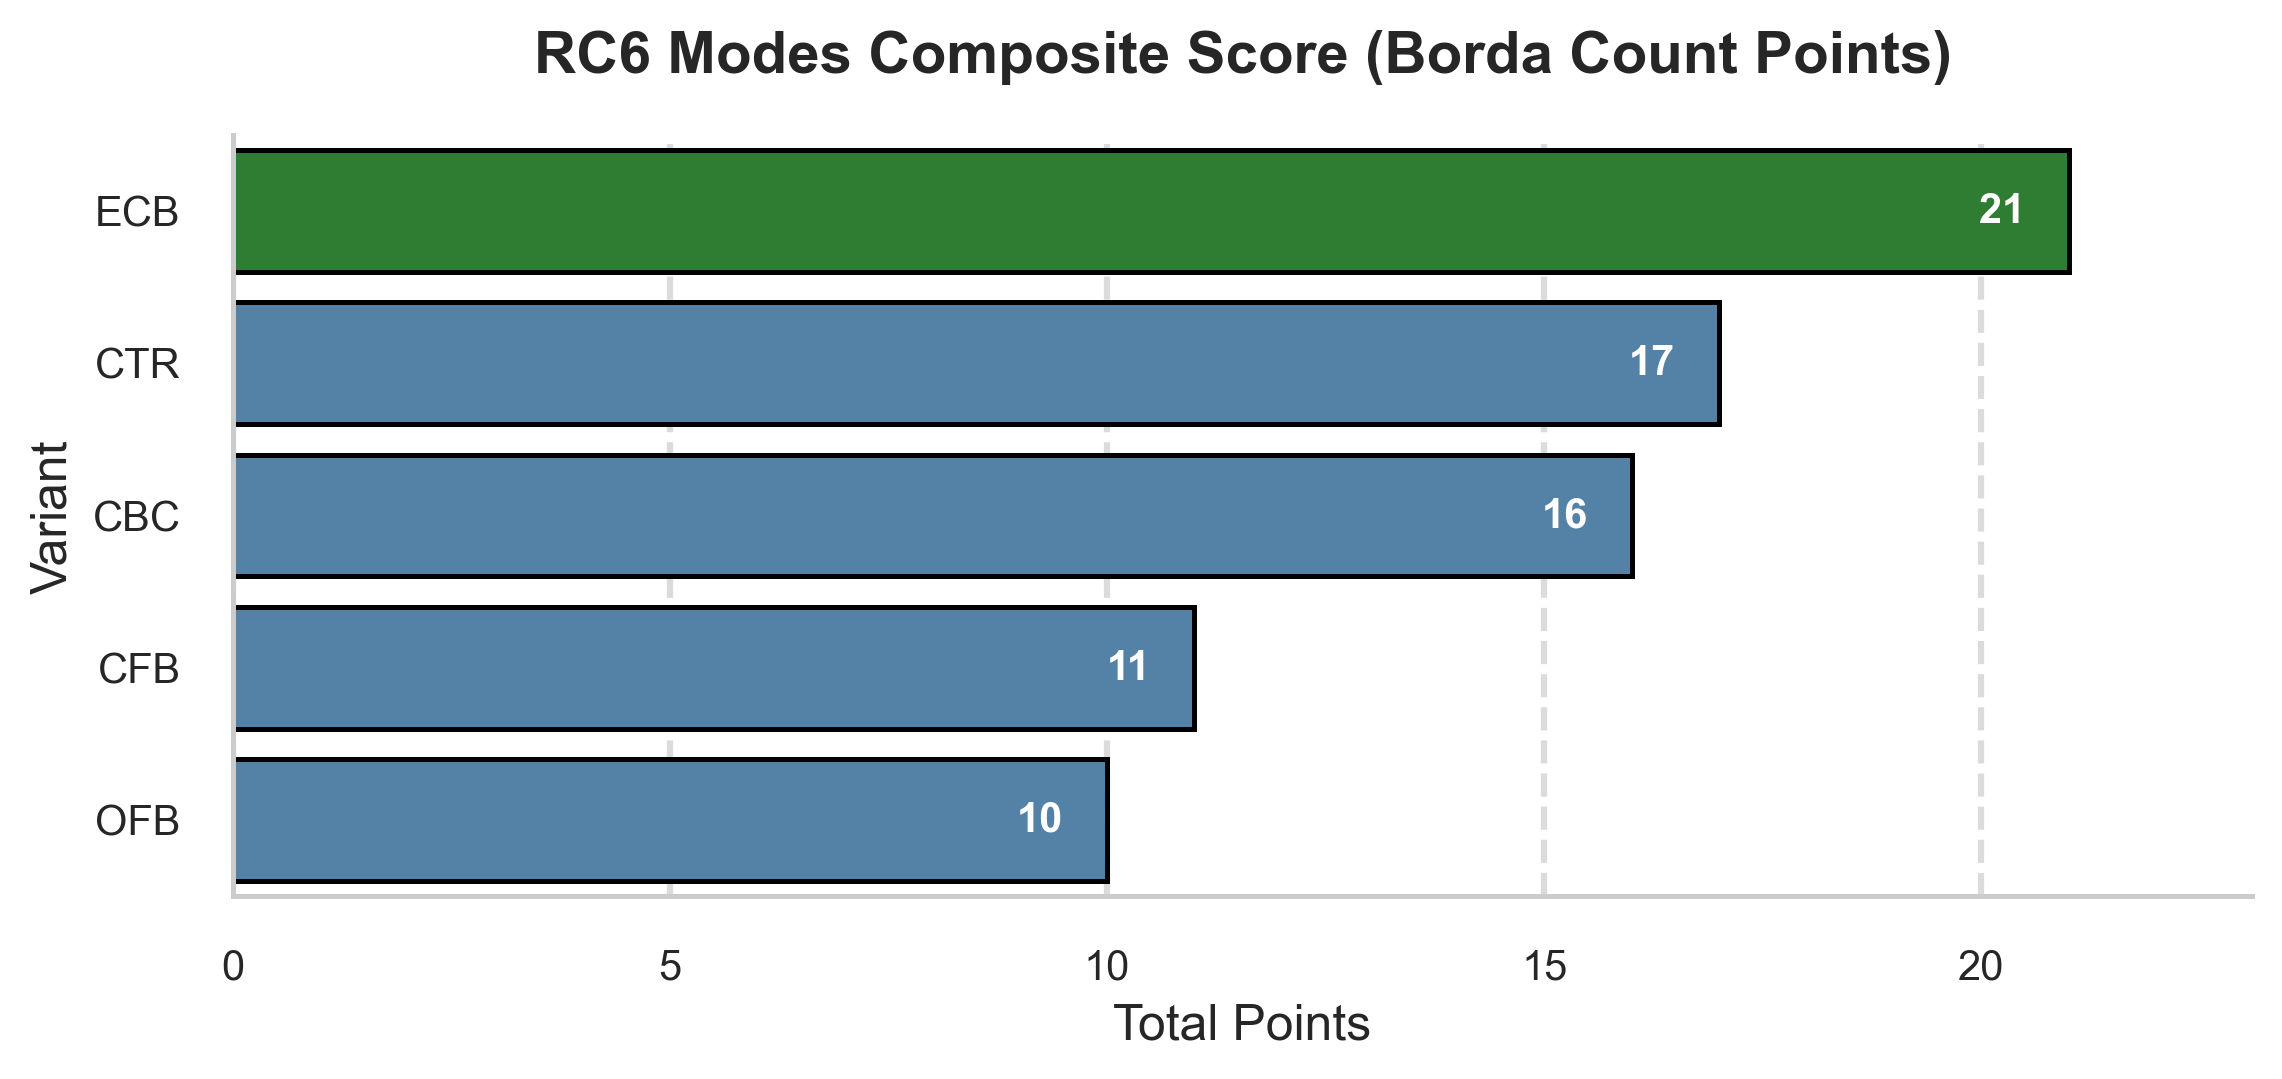 RC6 Modes Composite Score (Borda Count Points)
Variant
ECB
21
CTR
17
CBC
16
CFB
11
OFB
10
0 5 10 15 20
Total Points